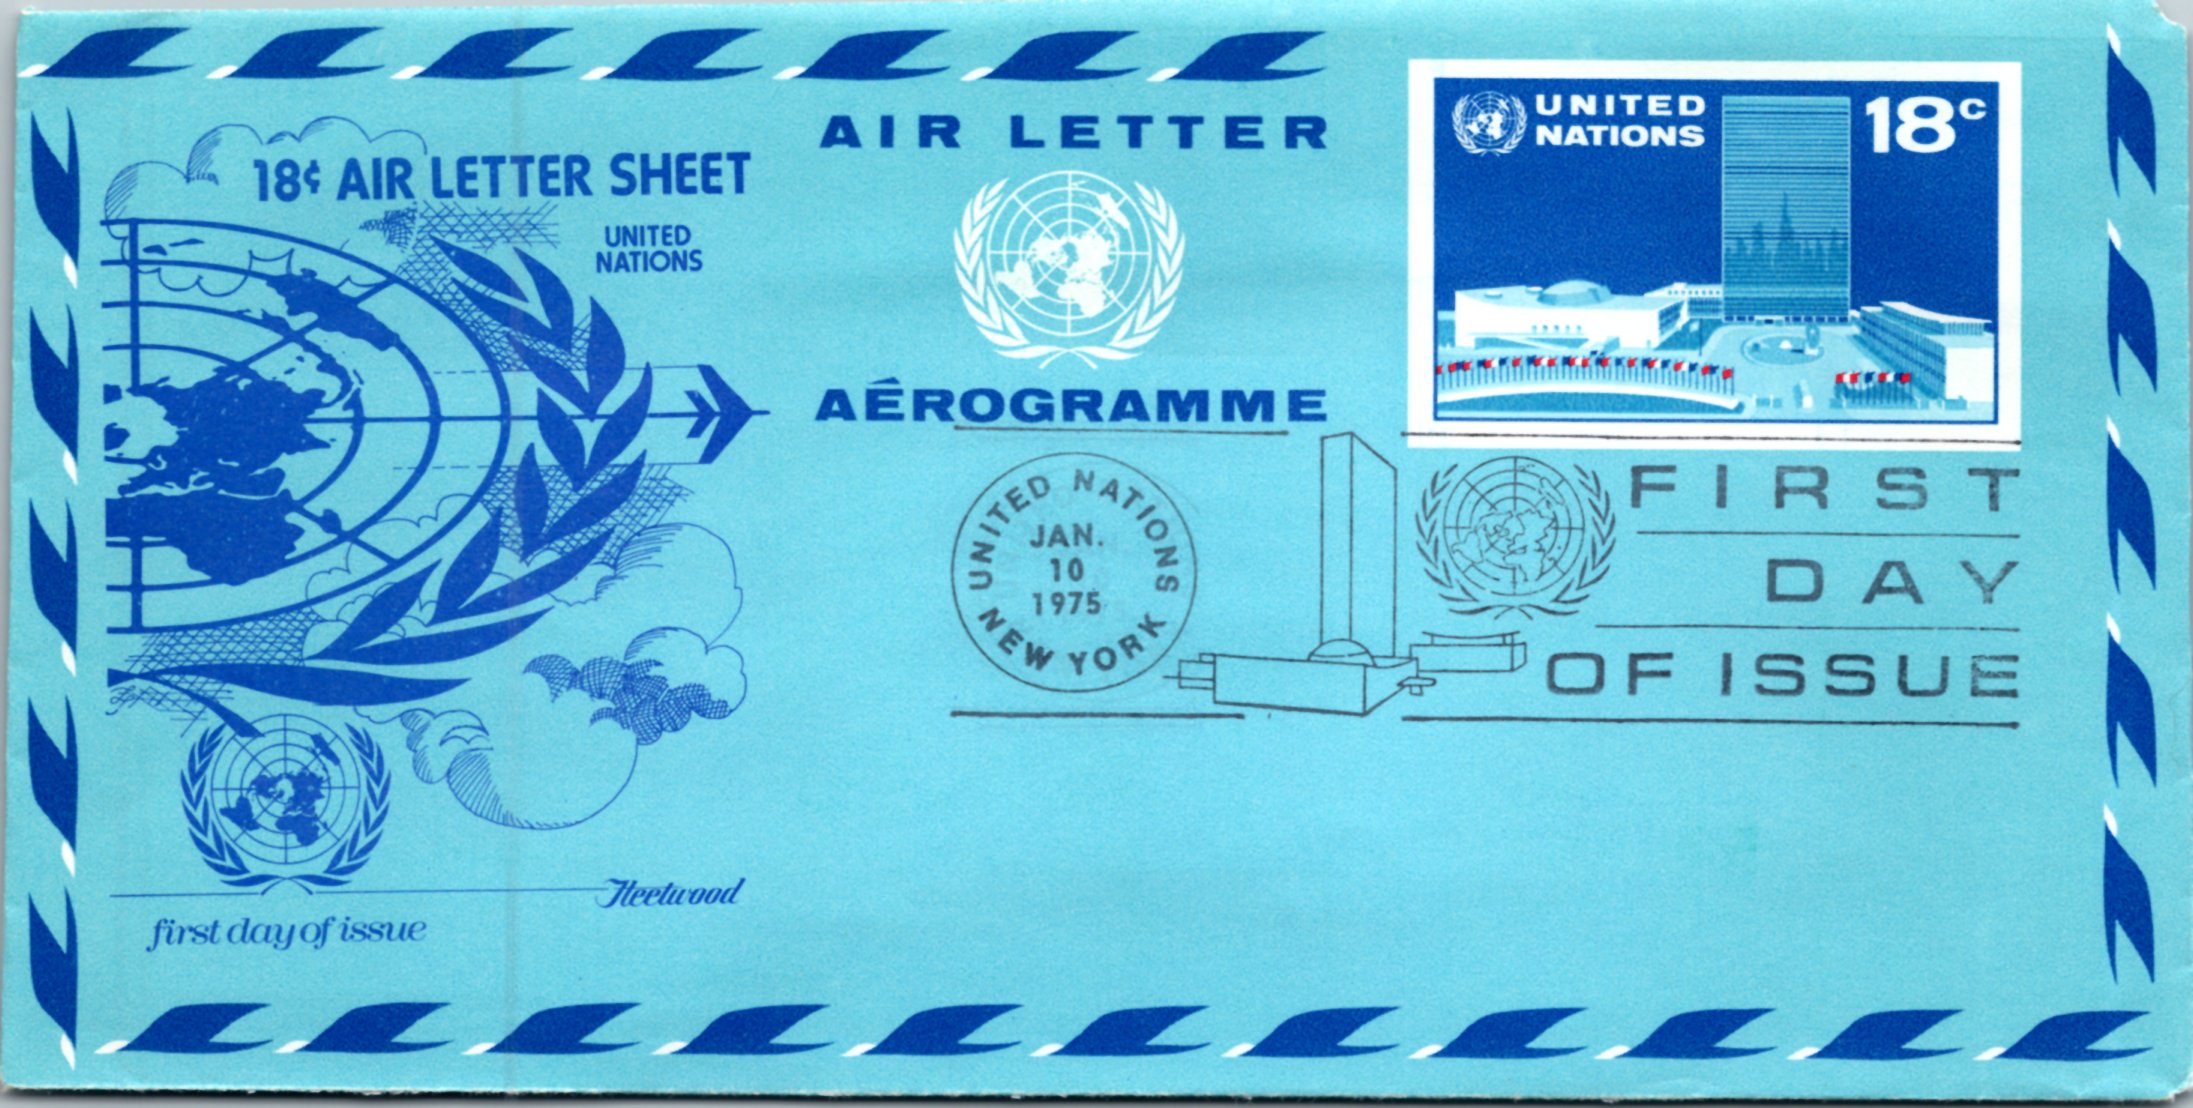 18¢ AIR LETTER SHEET
UNITED
NATIONS
AIR LETTER
AÉROGRAMME
UNITED
NATIONS
18c
UNITED NATIONS
JAN.
10
1975
NEW YORK
FIRST
DAY
OF ISSUE
Fleetwood
first day of issue